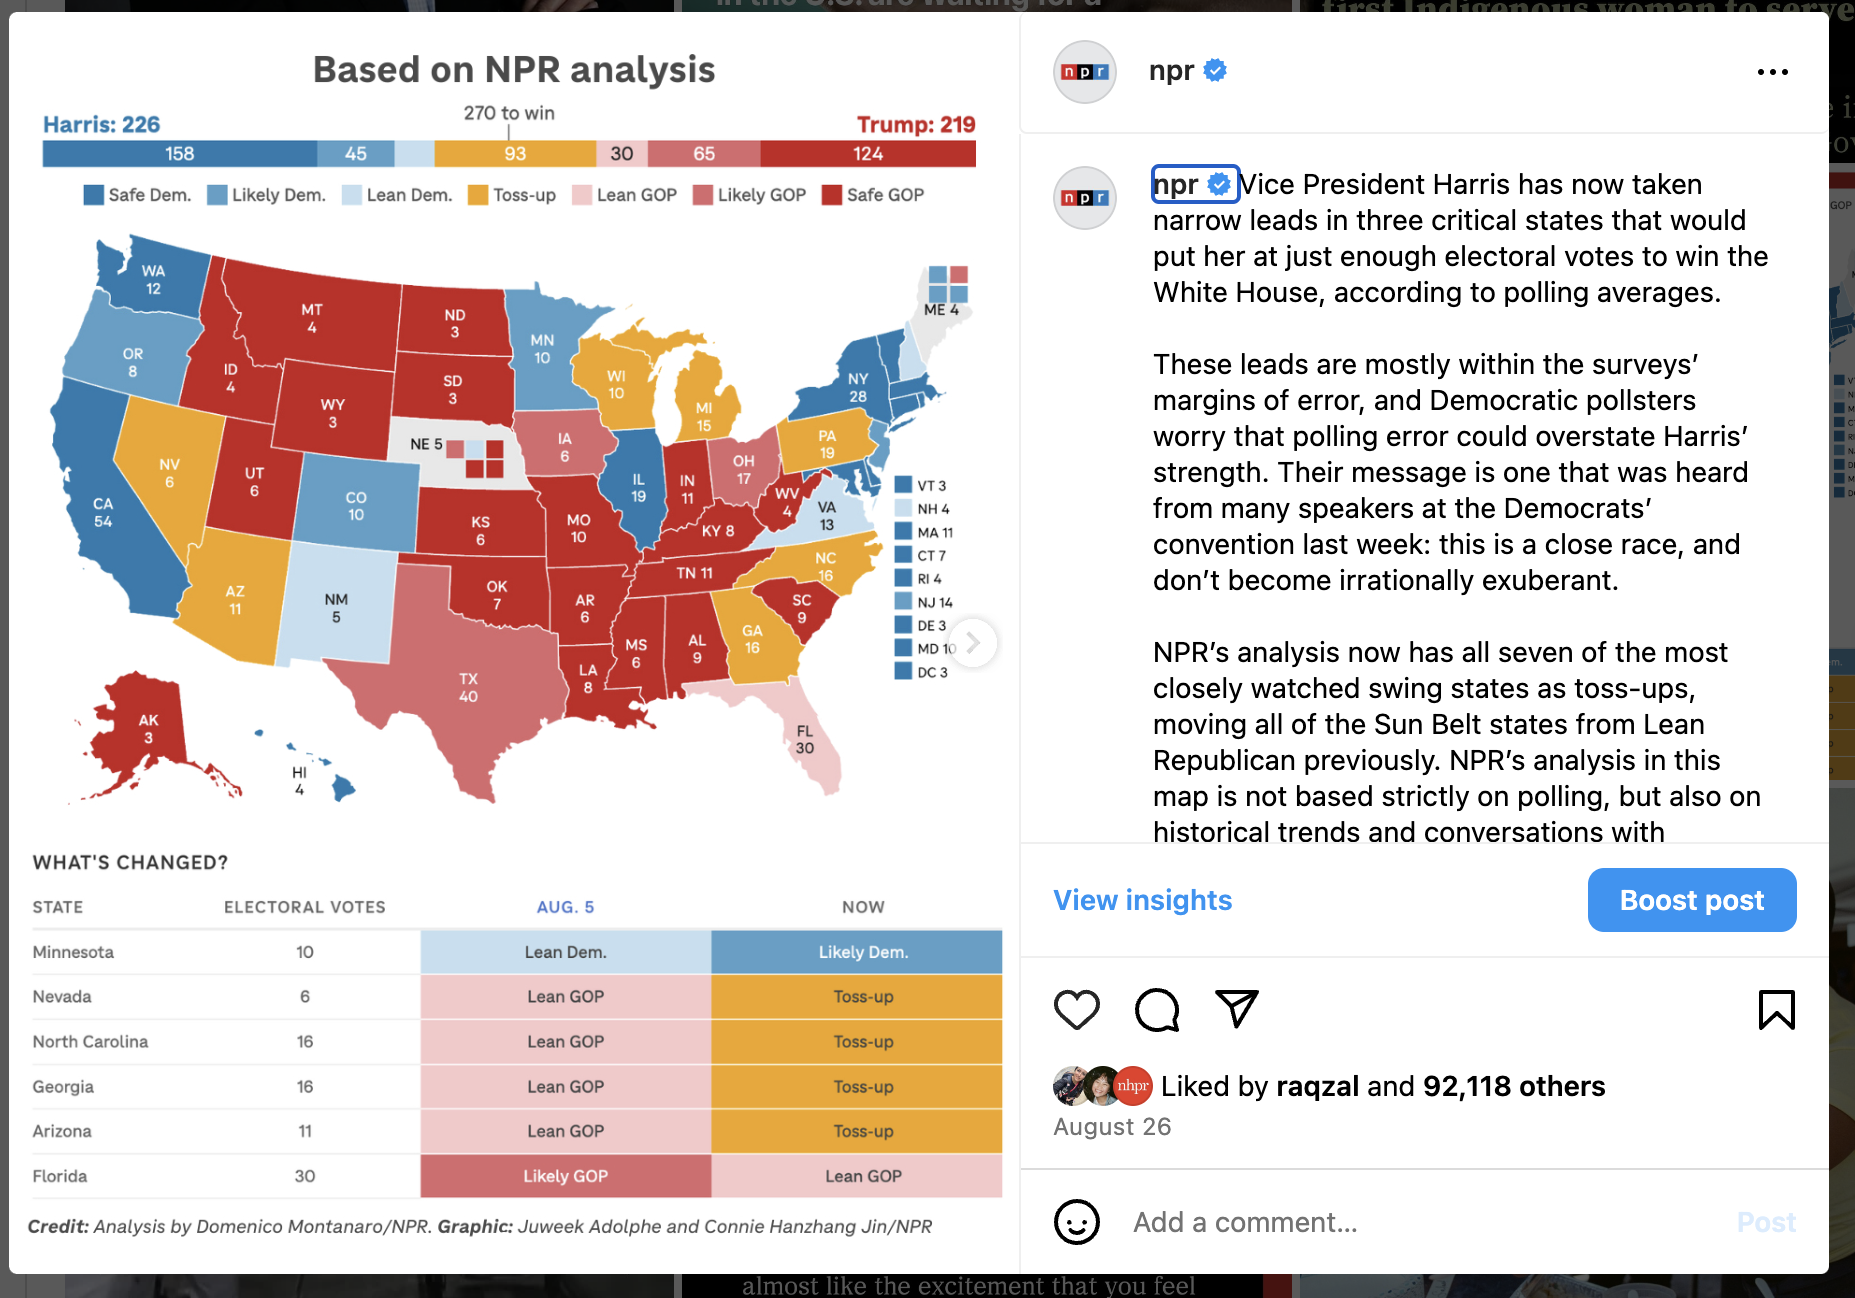 in the U.S. are waiting for a
first Indigenous woman to serve
Based on NPR analysis
270 to win
Harris: 226
Trump: 219
158 45 93 30 65 124
Safe Dem. Likely Dem. Lean Dem. Toss-up Lean GOP Likely GOP Safe GOP
WA
12
OR
8
CA
54
NV
6
ID
4
MT
4
WY
3
UT
6
AZ
11
CO
10
NM
5
ND
3
SD
3
NE 5
KS
6
OK
7
TX
40
MN
10
IA
6
MO
10
AR
6
LA
8
WI
10
IL
19
MI
15
IN
11
OH
17
KY 8
TN 11
MS
6
AL
9
GA
16
FL
30
SC
9
NC
16
VA
13
WV
4
PA
19
NY
28
ME 4
VT 3
NH 4
MA 11
CT 7
RI 4
NJ 14
DE 3
MD 10
DC 3
AK
3
HI
4
WHAT'S CHANGED?
STATE ELECTORAL VOTES AUG. 5 NOW
Minnesota 10 Lean Dem. Likely Dem.
Nevada 6 Lean GOP Toss-up
North Carolina 16 Lean GOP Toss-up
Georgia 16 Lean GOP Toss-up
Arizona 11 Lean GOP Toss-up
Florida 30 Likely GOP Lean GOP
Credit: Analysis by Domenico Montanaro/NPR. Graphic: Juweek Adolphe and Connie Hanzhang Jin/NPR
npr
npr
npr
npr Vice President Harris has now taken
narrow leads in three critical states that would
put her at just enough electoral votes to win the
White House, according to polling averages.
These leads are mostly within the surveys’
margins of error, and Democratic pollsters
worry that polling error could overstate Harris’
strength. Their message is one that was heard
from many speakers at the Democrats’
convention last week: this is a close race, and
don’t become irrationally exuberant.
NPR’s analysis now has all seven of the most
closely watched swing states as toss-ups,
moving all of the Sun Belt states from Lean
Republican previously. NPR’s analysis in this
map is not based strictly on polling, but also on
historical trends and conversations with
View insights
Boost post
nhpr
Liked by raqzal and 92,118 others
August 26
Add a comment...
Post
almost like the excitement that you feel